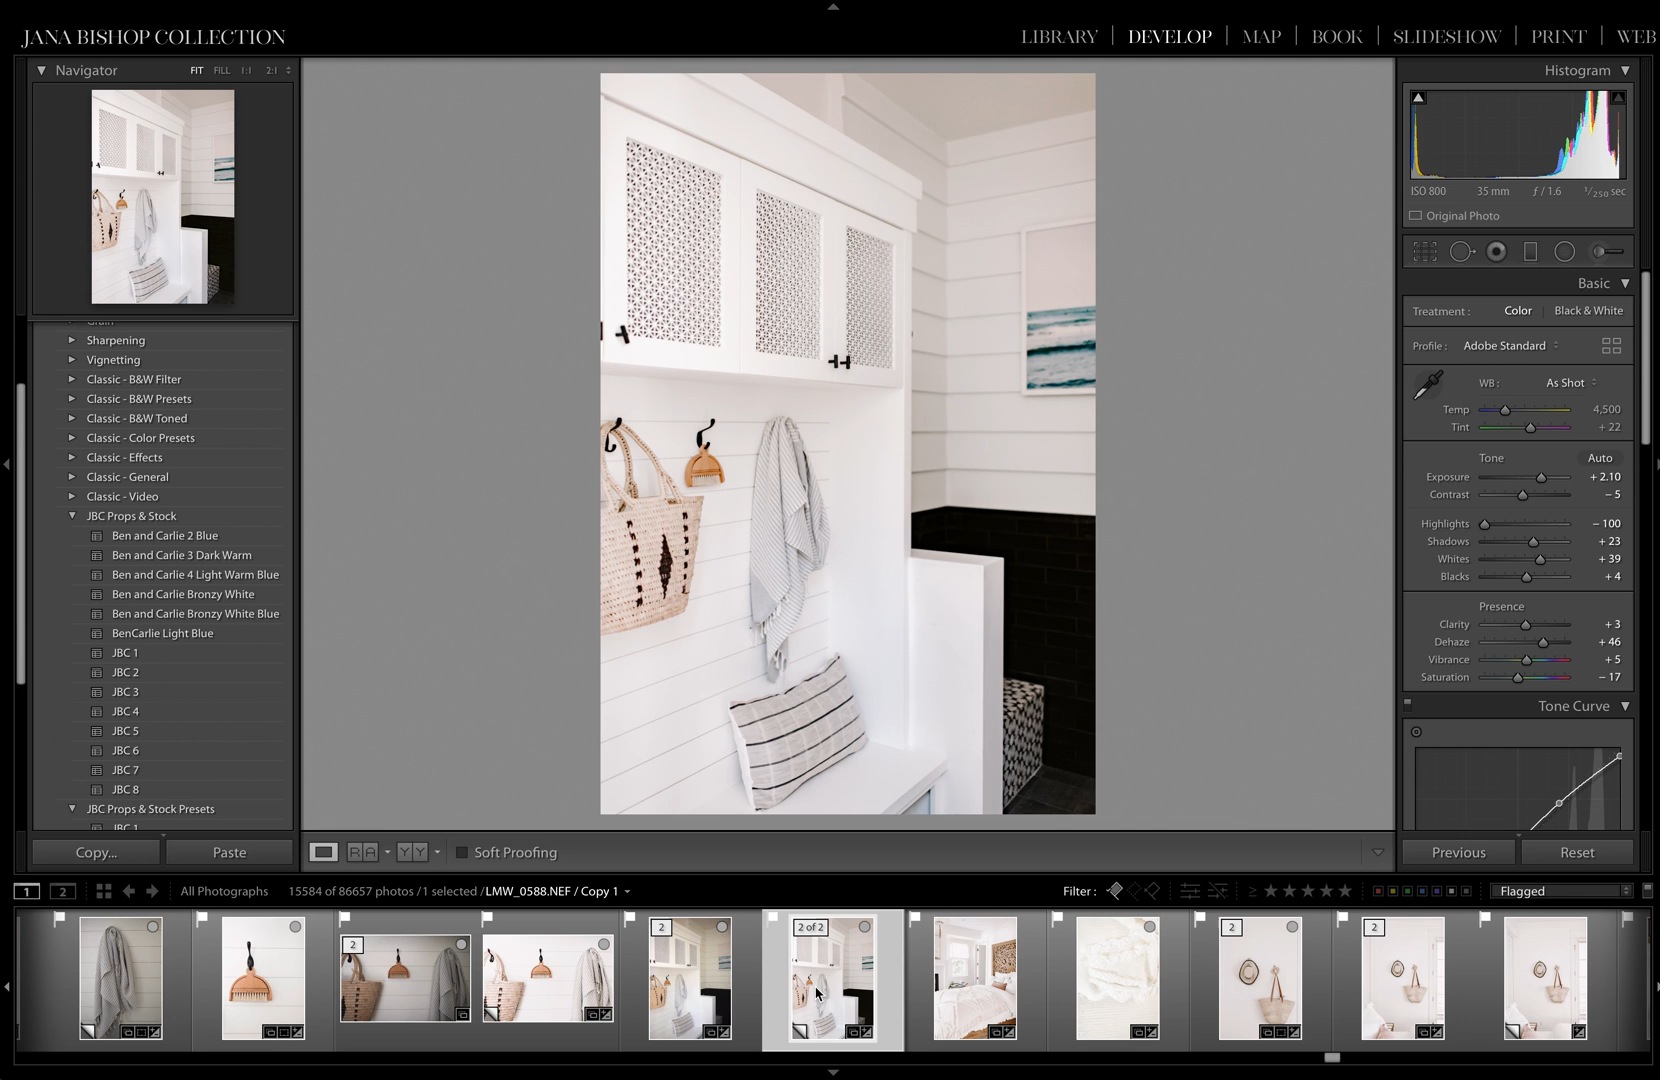 JANA BISHOP COLLECTION
LIBRARY | DEVELOP | MAP | BOOK | SLIDESHOW | PRINT | WEB
Navigator FIT FILL 1:1 2:1
Histogram
ISO 800 35 mm ƒ / 1.6 1/250 sec
Original Photo
Basic
Treatment : Color Black & White
Profile : Adobe Standard
WB : As Shot
Temp 4,500
Tint + 22
Tone Auto
Exposure + 2.10
Contrast – 5
Highlights – 100
Shadows + 23
Whites + 39
Blacks + 4
Presence
Clarity + 3
Dehaze + 46
Vibrance + 5
Saturation – 17
Tone Curve
Previous Reset
Grain
Sharpening
Vignetting
Classic - B&W Filter
Classic - B&W Presets
Classic - B&W Toned
Classic - Color Presets
Classic - Effects
Classic - General
Classic - Video
JBC Props & Stock
Ben and Carlie 2 Blue
Ben and Carlie 3 Dark Warm
Ben and Carlie 4 Light Warm Blue
Ben and Carlie Bronzy White
Ben and Carlie Bronzy White Blue
BenCarlie Light Blue
JBC 1
JBC 2
JBC 3
JBC 4
JBC 5
JBC 6
JBC 7
JBC 8
JBC Props & Stock Presets
JBC 1
Copy... Paste
R A Y Y Soft Proofing
1 2 All Photographs 15584 of 86657 photos /1 selected /LMW_0588.NEF / Copy 1 Filter : ≥ ★★★★★ Flagged
2 2 2 of 2 2 2